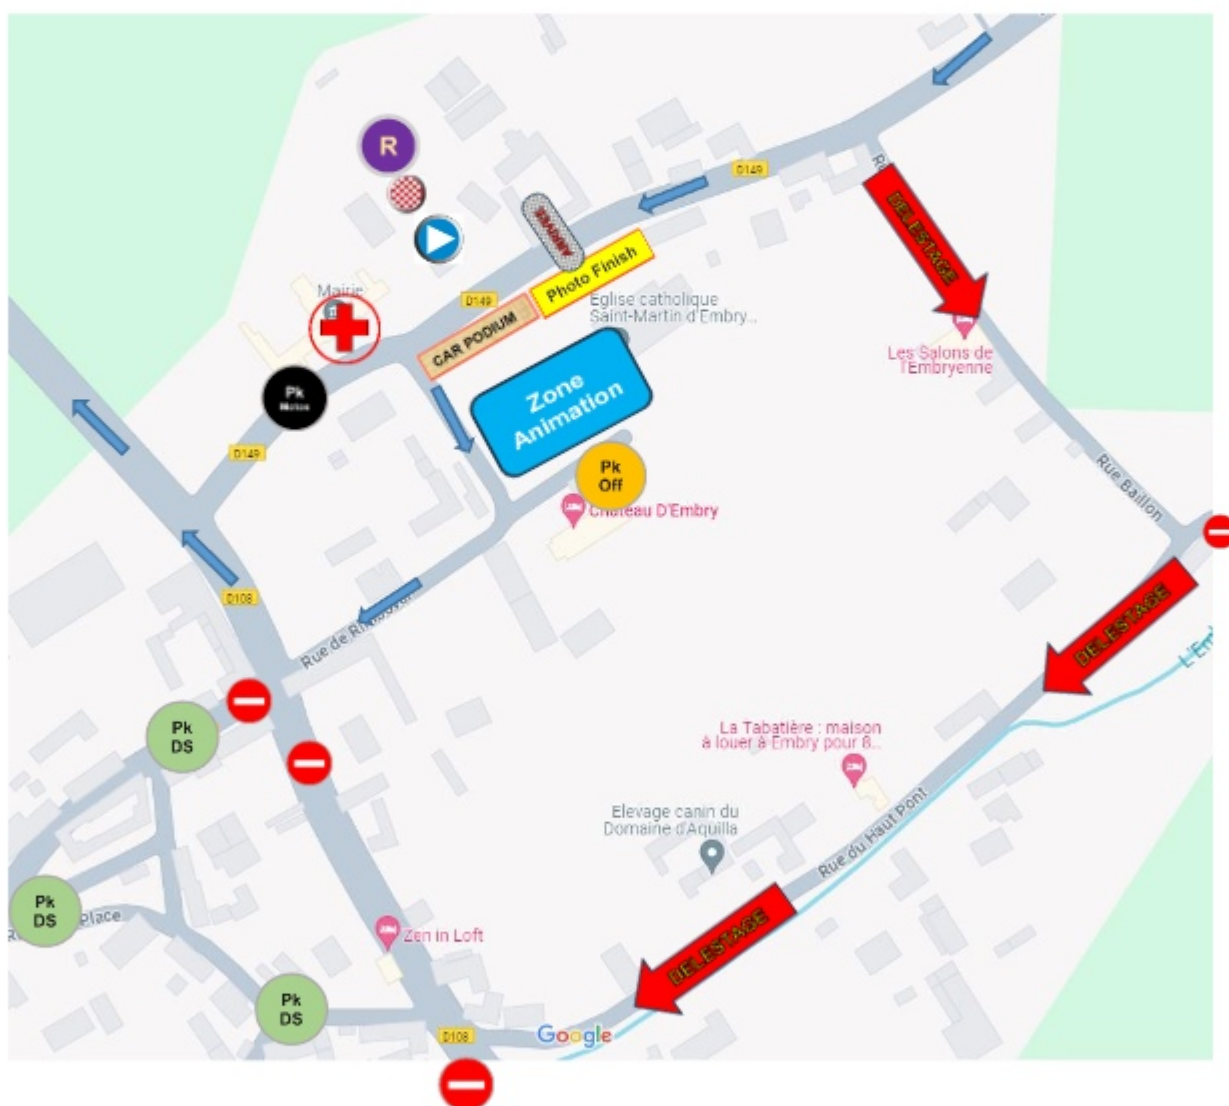 R
D149
ARRIVEE
DELESTAGE
Photo Finish
Mairie
D149
CAR PODIUM
Eglise catholique
Saint-Martin d'Embry...
Les Salons de
l'Embryenne
Zone
Animation
Pk
Motos
D149
Pk
Off
Château D'Embry
Rue Baillon
D108
Rue de
DELESTAGE
Pk
DS
La Tabatière : maison
à louer à Embry pour 8...
Elevage canin du
Domaine d'Aquilla
Rue du Haut Pont
Pk
DS
Place
Zen in Loft
DELESTAGE
Pk
DS
D108
Google